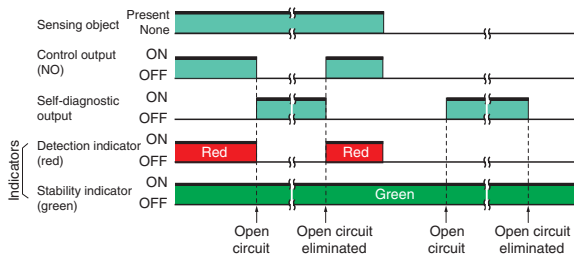 Sensing object
Present
None
Control output
(NO)
ON
OFF
Self-diagnostic
output
ON
OFF
Indicators
Detection indicator
(red)
ON
OFF
Red
Red
Stability indicator
(green)
ON
OFF
Green
Open
circuit
Open circuit
eliminated
Open
circuit
Open circuit
eliminated